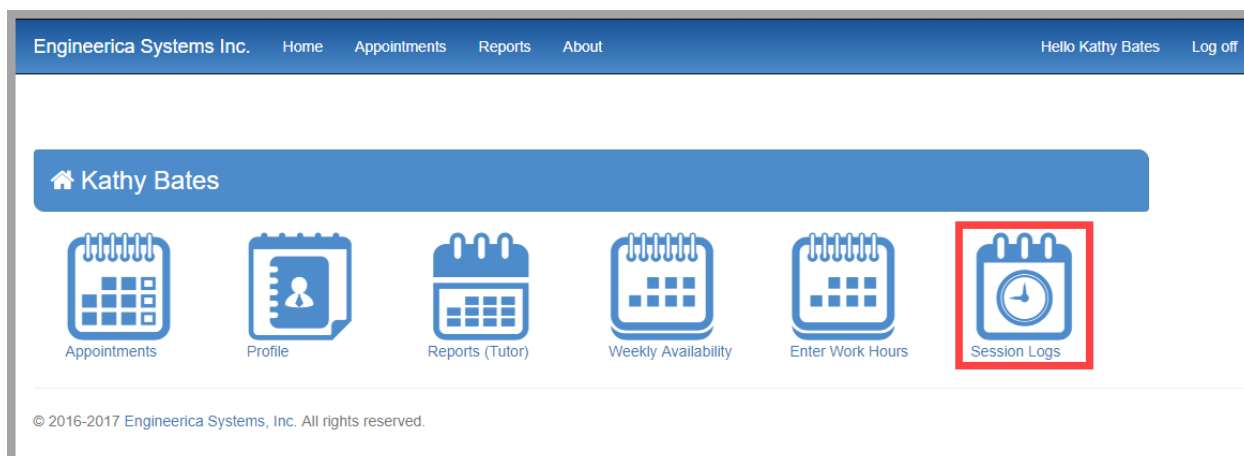 Engineerica Systems Inc. Home Appointments Reports About Hello Kathy Bates Log off
Kathy Bates
Appointments Profile Reports (Tutor) Weekly Availability Enter Work Hours Session Logs
© 2016-2017 Engineerica Systems, Inc. All rights reserved.